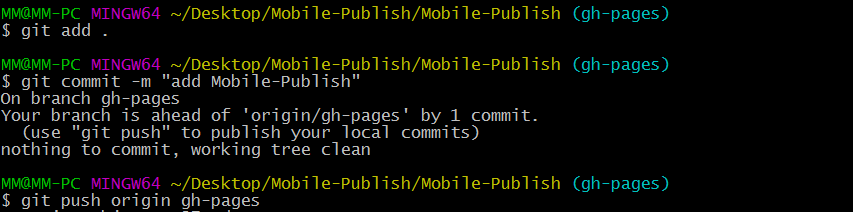 MM@MM-PC MINGW64 ~/Desktop/Mobile-Publish/Mobile-Publish (gh-pages)
$ git add .
MM@MM-PC MINGW64 ~/Desktop/Mobile-Publish/Mobile-Publish (gh-pages)
$ git commit -m "add Mobile-Publish"
On branch gh-pages
Your branch is ahead of 'origin/gh-pages' by 1 commit.
  (use "git push" to publish your local commits)
nothing to commit, working tree clean
MM@MM-PC MINGW64 ~/Desktop/Mobile-Publish/Mobile-Publish (gh-pages)
$ git push origin gh-pages